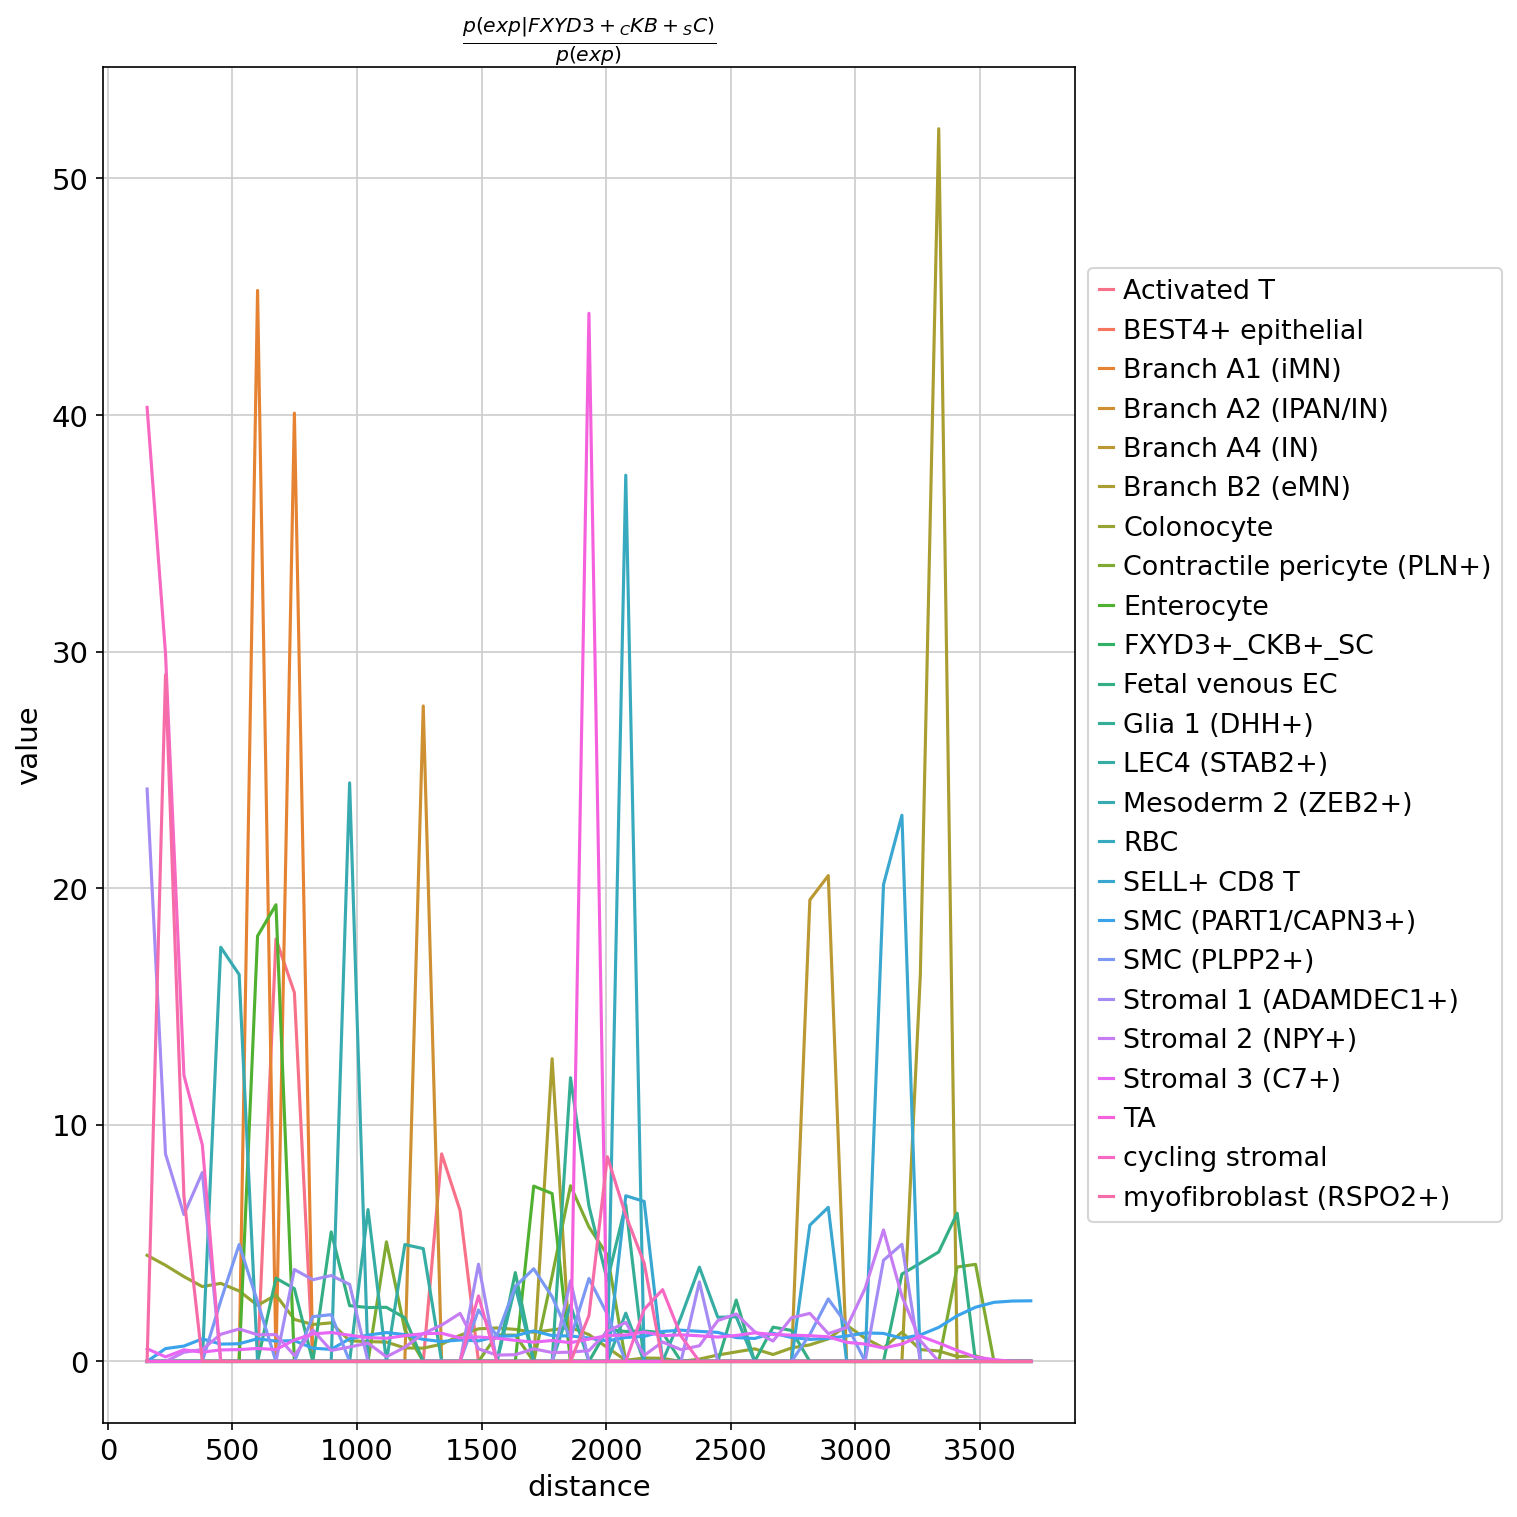 p(exp|FXYD3+CKB+SC)
p(exp)
50
40
30
20
10
0
value
0 500 1000 1500 2000 2500 3000 3500
distance
Activated T
BEST4+ epithelial
Branch A1 (iMN)
Branch A2 (IPAN/IN)
Branch A4 (IN)
Branch B2 (eMN)
Colonocyte
Contractile pericyte (PLN+)
Enterocyte
FXYD3+_CKB+_SC
Fetal venous EC
Glia 1 (DHH+)
LEC4 (STAB2+)
Mesoderm 2 (ZEB2+)
RBC
SELL+ CD8 T
SMC (PART1/CAPN3+)
SMC (PLPP2+)
Stromal 1 (ADAMDEC1+)
Stromal 2 (NPY+)
Stromal 3 (C7+)
TA
cycling stromal
myofibroblast (RSPO2+)